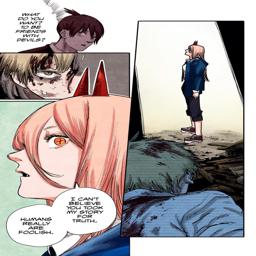 WHAT DO
YOU WANT?
TO BE
FRIENDS
WITH
DEVILS?
I CAN'T
BELIEVE
YOU TOOK
MY STORY
FOR
TRUTH.
HUMANS
REALLY
ARE
FOOLISH.